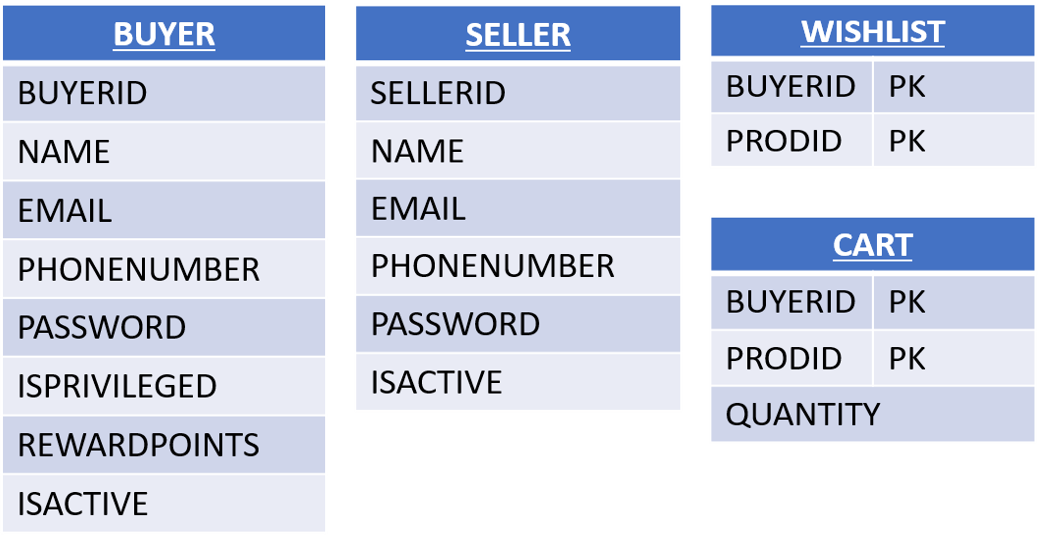 BUYER
BUYERID
NAME
EMAIL
PHONENUMBER
PASSWORD
ISPRIVILEGED
REWARDPOINTS
ISACTIVE
SELLER
SELLERID
NAME
EMAIL
PHONENUMBER
PASSWORD
ISACTIVE
WISHLIST
BUYERID PK
PRODID PK
CART
BUYERID PK
PRODID PK
QUANTITY